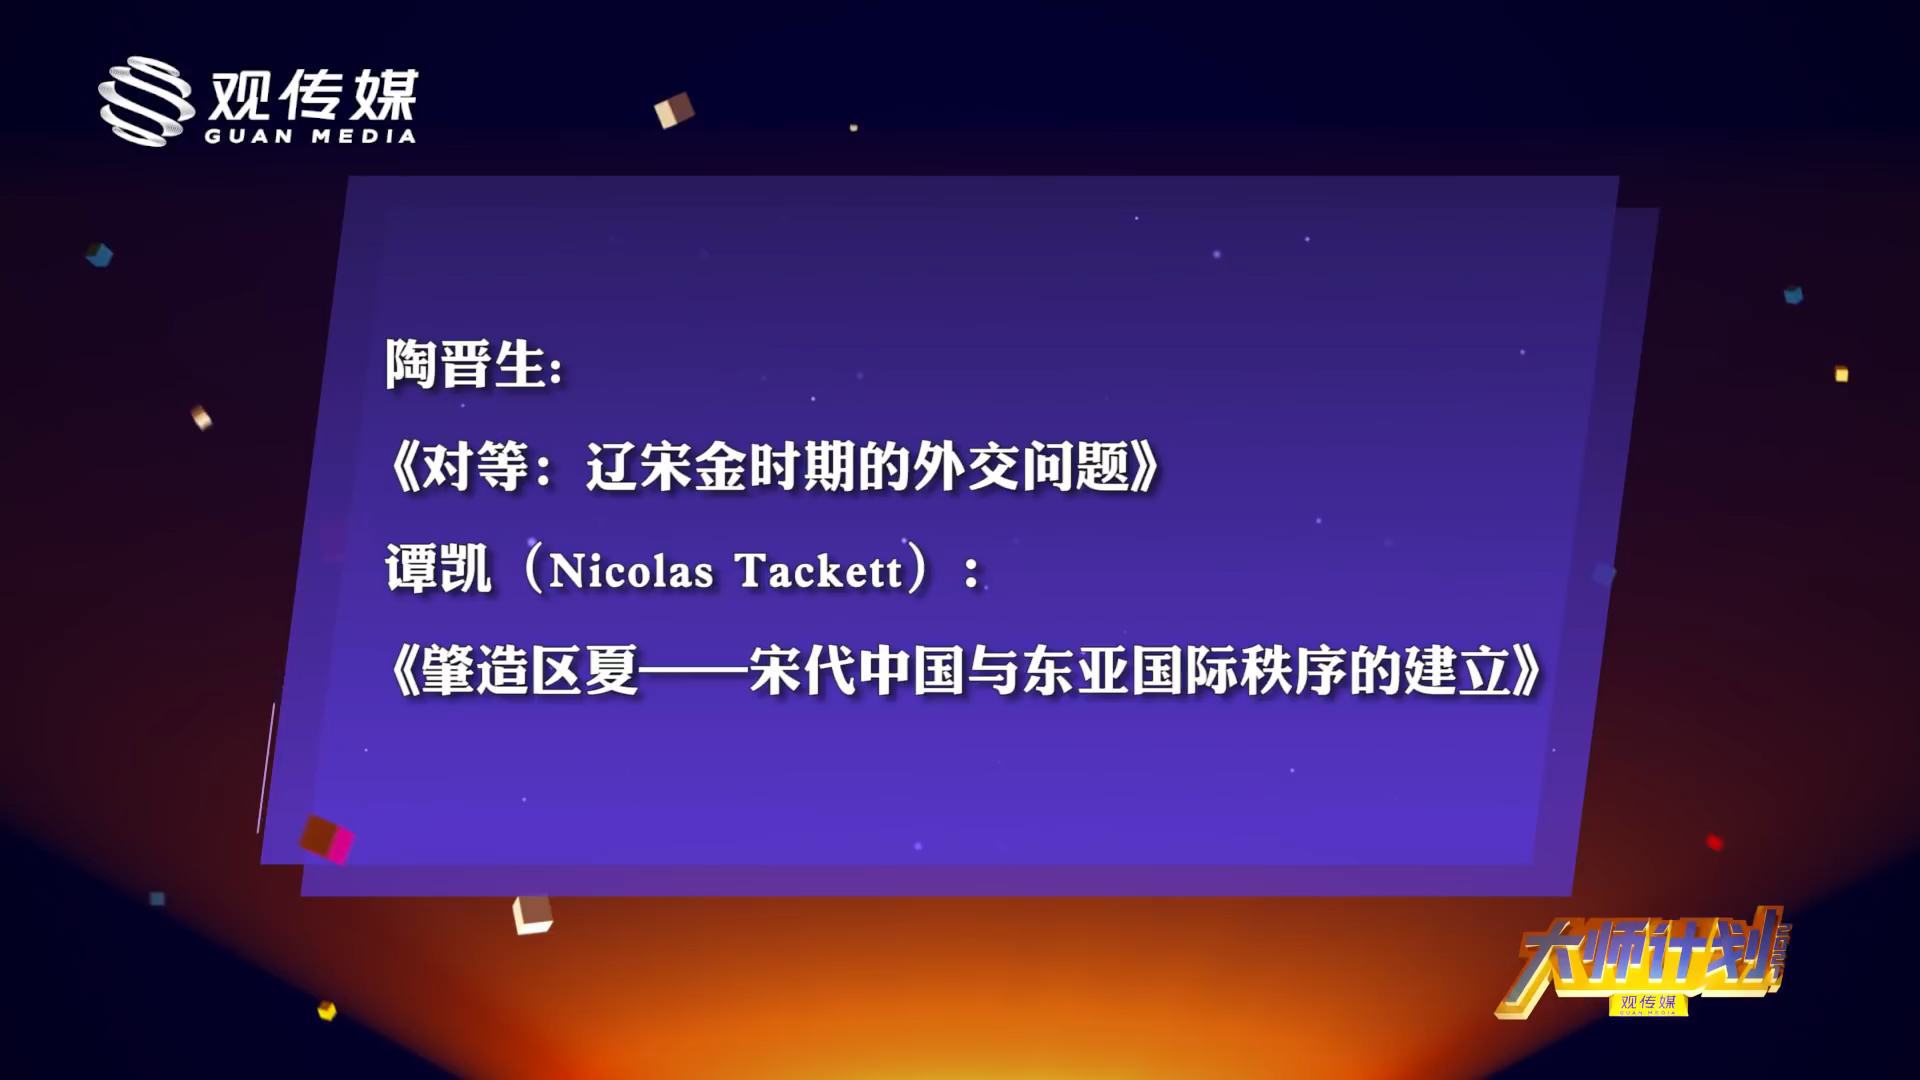 观传媒
GUAN MEDIA
陶晋生:
《对等：辽宋金时期的外交问题》
谭凯（Nicolas Tackett）:
《肇造区夏——宋代中国与东亚国际秩序的建立》
大师计划
观传媒
GUAN MEDIA